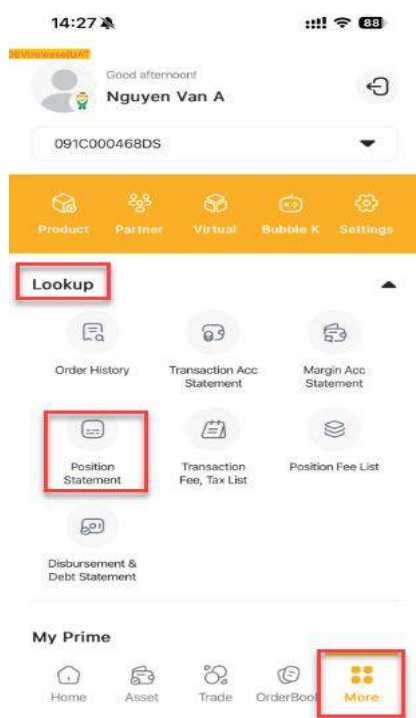 14:27
88
DEV(release)UAT
Good afternoon!
Nguyen Van A
091C000468DS
Product Partner Virtual Bubble K Settings
Lookup
Order History Transaction Acc Margin Acc
Statement Statement
Position Transaction Position Fee List
Statement Fee, Tax List
Disbursement &
Debt Statement
My Prime
Home Asset Trade OrderBook More